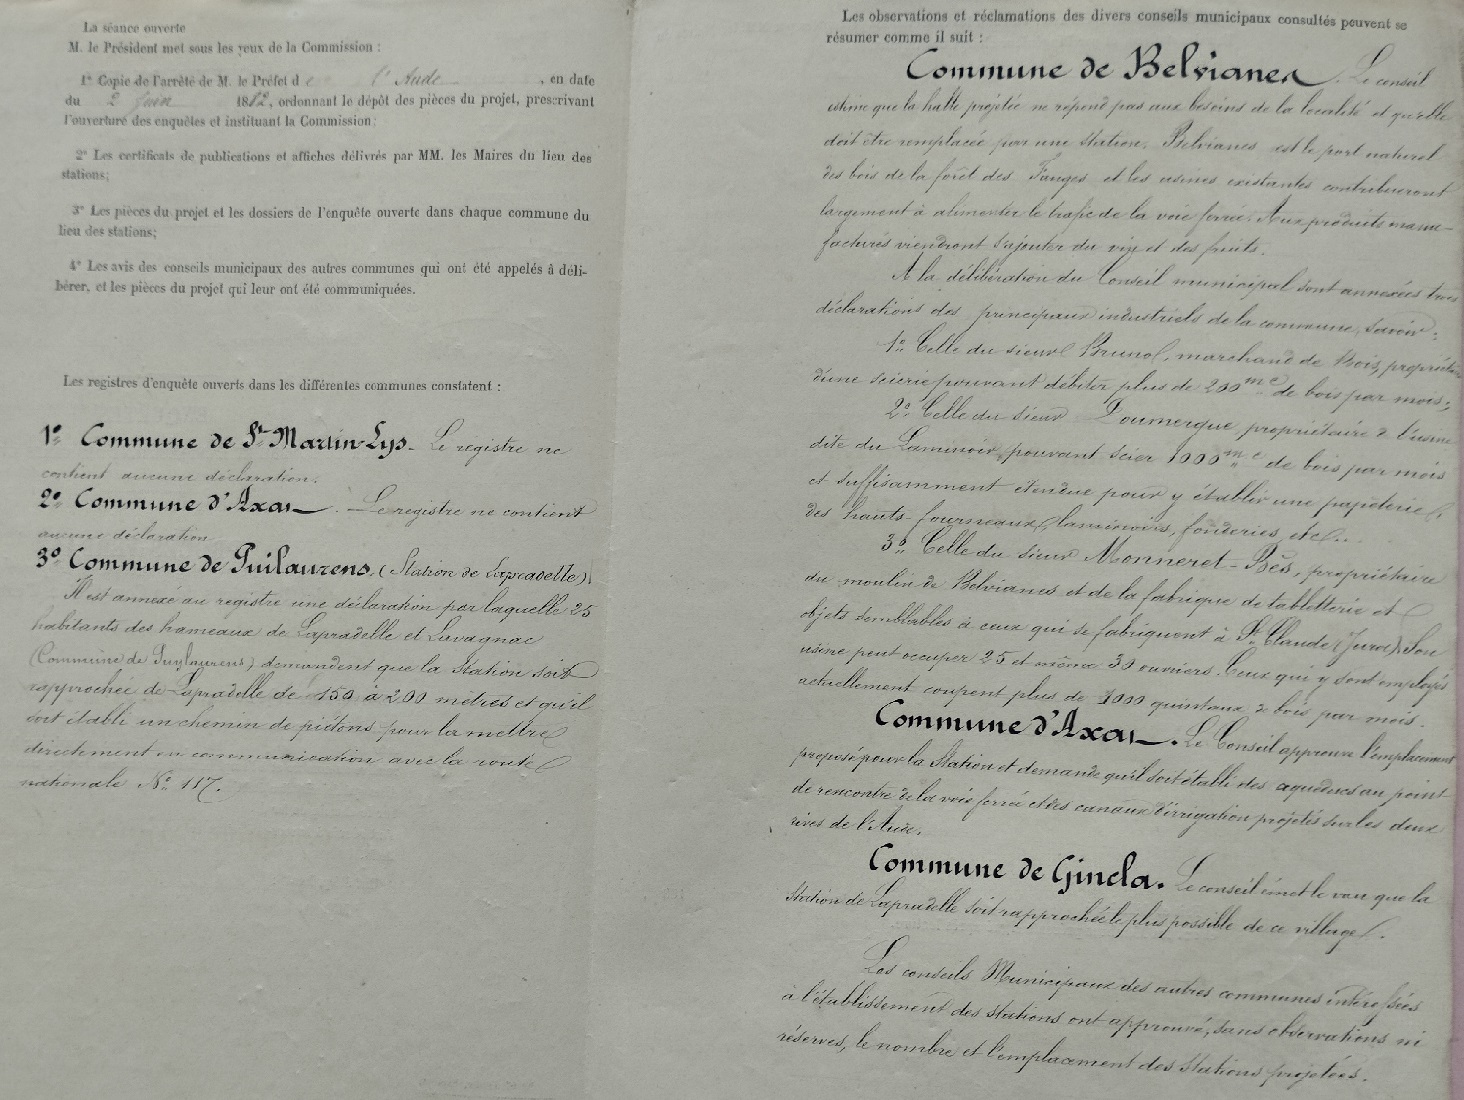 La séance ouverte
M. le Président met sous les yeux de la Commission :
1° Copie de l'arrêté de M. le Préfet de l'Aude, en date
du 2 Juin 1882, ordonnant le dépôt des pièces du projet, prescrivant
l'ouverture des enquêtes et instituant la Commission;
2° Les certificats de publications et affiches délivrés par MM. les Maires du lieu des
stations;
3° Les pièces du projet et les dossiers de l'enquête ouverte dans chaque commune du
lieu des stations;
4° Les avis des conseils municipaux des autres communes qui ont été appelés à déli-
bérer, et les pièces du projet qui leur ont été communiquées.
Les registres d'enquête ouverts dans les différentes communes constatent :
1° Commune de St Martin-Lys. Le registre ne
contient aucune déclaration.
2° Commune d'Axat. Le registre ne contient
aucune déclaration
3° Commune de Puilaurens. (Station de Lapradelle)
Il est annexé au registre une déclaration par laquelle 25
habitants des hameaux de Lapradelle et Lavagnac
(Commune de Puylaurens) demandent que la Station soit
rapprochée de Lapradelle de 150 à 200 mètres et qu'il
soit établi un chemin de piétons pour la mettre
directement en communication avec la route
nationale N° 117.
Les observations et réclamations des divers conseils municipaux consultés peuvent se
résumer comme il suit :
Commune de Belvianes. Le conseil
estime que la halte projetée ne répond pas aux besoins de la localité et qu'elle
doit être remplacée par une station. Belvianes est le port naturel
des bois de la forêt des Fanges et les usines existantes contribueront
largement à alimenter le trafic de la voie ferrée. Aux produits manu-
facturés viendront s'ajouter du vin et des fruits.
A la délibération du Conseil municipal sont annexées trois
déclarations des principaux industriels de la commune, savoir :
1° Celle du sieur Brunol, marchand de Bois, propriétaire
d'une scierie pouvant débiter plus de 200 m c de bois par mois;
2° Celle du sieur Doumergue propriétaire de l'usine
dite du Laminoir, pouvant scier 1000 m c de bois par mois
et suffisamment étendue pour y établir une papeterie,
des hauts-fourneaux, laminoirs, fonderies, etc...
3° Celle du sieur Monneret-Bès, propriétaire
du moulin de Belvianes et de la fabrique de tabletterie et
objets semblables à ceux qui se fabriquent à St Claude (Jura). Son
usine peut occuper 25 et même 30 ouvriers. Ceux qui y sont employés
actuellement coupent plus de 1000 quintaux de bois par mois.
Commune d'Axat. Le Conseil approuve l'emplacement
proposé pour la Station et demande qu'il soit établi des aqueducs au point
de rencontre de la voie ferrée et des canaux d'irrigation projetés sur les deux
rives de l'Aude.
Commune de Gincla. Le conseil émet le vœu que la
Station de Lapradelle soit rapprochée le plus possible de ce village.
Les conseils Municipaux des autres communes intéressées
à l'établissement des stations ont approuvé, sans observations ni
réserves, le nombre et l'emplacement des Stations projetées.